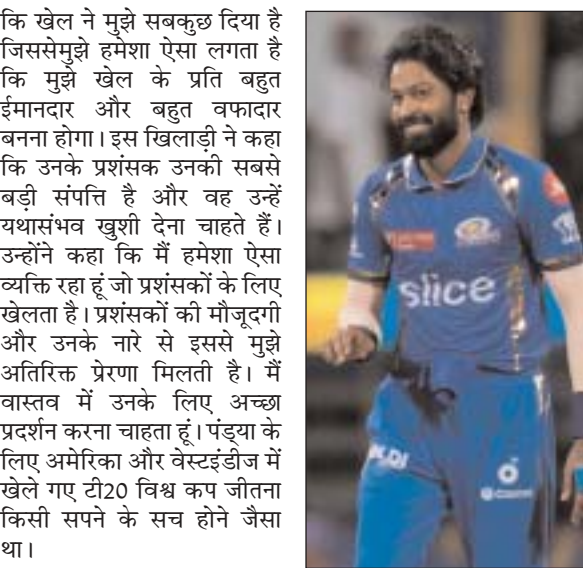 कि खेल ने मुझे सबकुछ दिया है
जिससेमुझे हमेशा ऐसा लगता है
कि मुझे खेल के प्रति बहुत
ईमानदार और बहुत वफादार
बनना होगा। इस खिलाड़ी ने कहा
कि उनके प्रशंसक उनकी सबसे
बड़ी संपत्ति है और वह उन्हें
यथासंभव खुशी देना चाहते हैं।
उन्होंने कहा कि मैं हमेशा ऐसा
व्यक्ति रहा हूं जो प्रशंसकों के लिए
खेलता है। प्रशंसकों की मौजूदगी
और उनके नारे से इससे मुझे
अतिरिक्त प्रेरणा मिलती है। मैं
वास्तव में उनके लिए अच्छा
प्रदर्शन करना चाहता हूं। पंड्या के
लिए अमेरिका और वेस्टइंडीज में
खेले गए टी20 विश्व कप जीतना
किसी सपने के सच होने जैसा
था।
slice